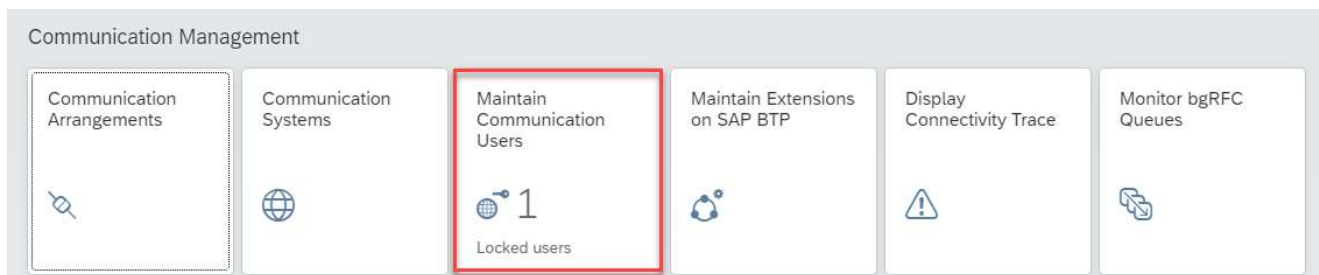 Communication Management
Communication
Arrangements
Communication
Systems
Maintain
Communication
Users
1
Locked users
Maintain Extensions
on SAP BTP
Display
Connectivity Trace
Monitor bgRFC
Queues